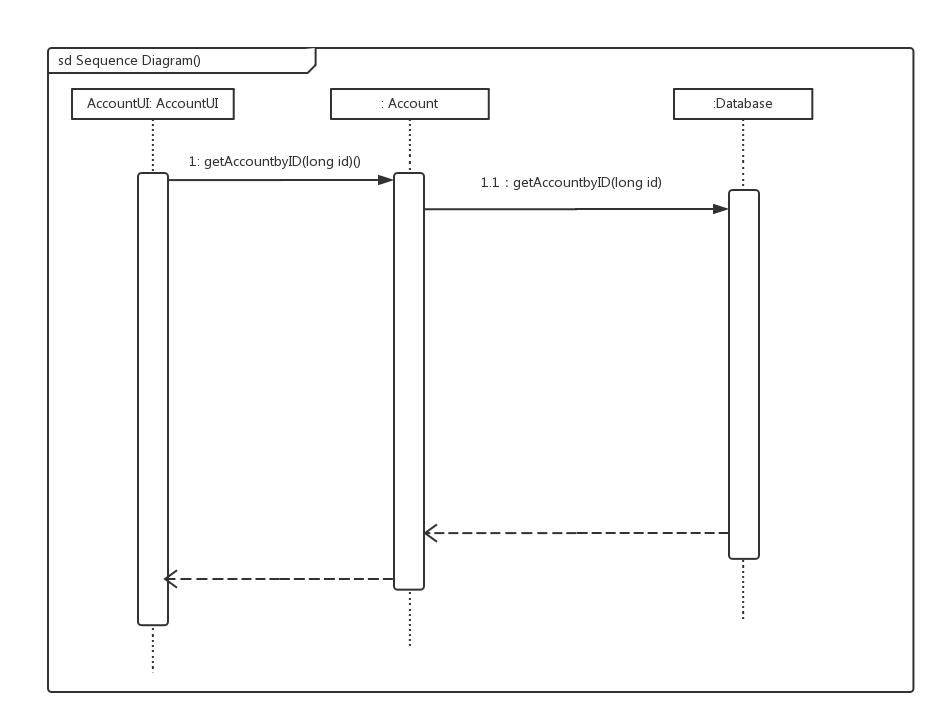 sd Sequence Diagram()
AccountUI: AccountUI
: Account
:Database
1: getAccountbyID(long id)()
1.1 : getAccountbyID(long id)